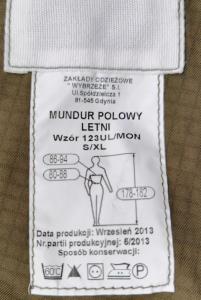 ZAKŁADY ODZIEŻOWE
"WYBRZEŻE" S.I.
Ul.Spółdzielcza 1
81-545 Gdynia
MUNDUR POLOWY
LETNI
Wzór 123UL/MON
S/XL
86-94
80-88
178-182
Data produkcji: Wrzesień 2013
Nr.partii produkcyjnej: 6/2013
Sposób konserwacji:
60°C
P